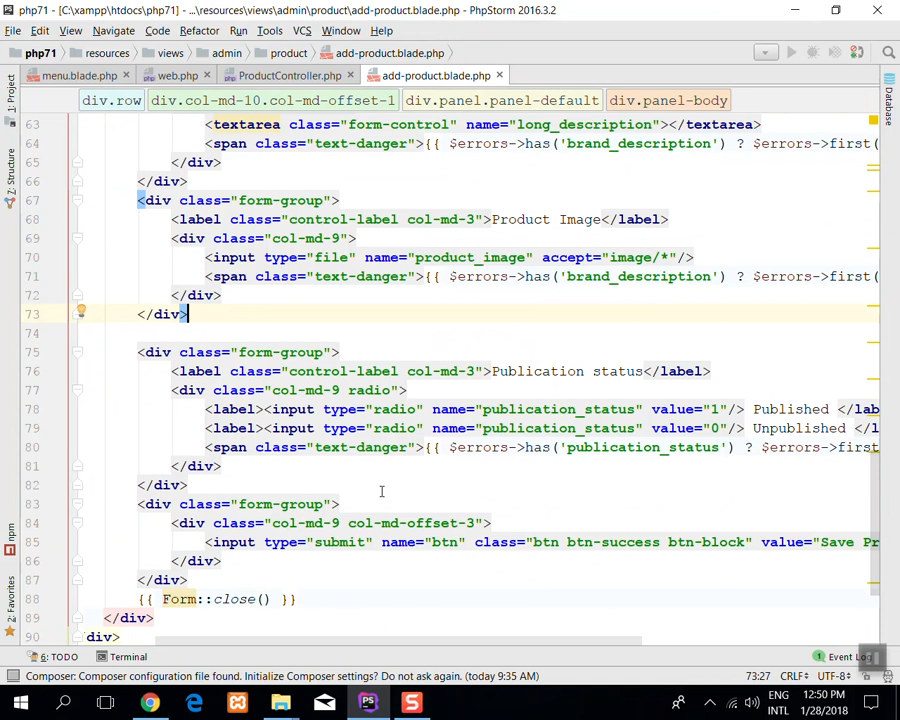 php71 - [C:\xampp\htdocs\php71] - ...\resources\views\admin\product\add-product.blade.php - PhpStorm 2016.3.2
File Edit View Navigate Code Refactor Run Tools VCS Window Help
php71 resources views admin product add-product.blade.php
menu.blade.php web.php ProductController.php add-product.blade.php
div.row div.col-md-10.col-md-offset-1 div.panel.panel-default div.panel-body
1: Project
7: Structure
npm
2: Favorites
Database
63 <textarea class="form-control" name="long_description"></textarea>
64 <span class="text-danger">{{ $errors->has('brand_description') ? $errors->first(
65 </div>
66 </div>
67 <div class="form-group">
68 <label class="control-label col-md-3">Product Image</label>
69 <div class="col-md-9">
70 <input type="file" name="product_image" accept="image/*"/>
71 <span class="text-danger">{{ $errors->has('brand_description') ? $errors->first(
72 </div>
73 </div>
74
75 <div class="form-group">
76 <label class="control-label col-md-3">Publication status</label>
77 <div class="col-md-9 radio">
78 <label><input type="radio" name="publication_status" value="1"/> Published </lab
79 <label><input type="radio" name="publication_status" value="0"/> Unpublished </l
80 <span class="text-danger">{{ $errors->has('publication_status') ? $errors->first
81 </div>
82 </div>
83 <div class="form-group">
84 <div class="col-md-9 col-md-offset-3">
85 <input type="submit" name="btn" class="btn btn-success btn-block" value="Save Pr
86 </div>
87 </div>
88 {{ Form::close() }}
89 </div>
90 div>
6: TODO Terminal 1 Event Log
Composer: Composer configuration file found. Initialize Composer settings? Do not ask again. (today 9:35 AM) 73:27 CRLF÷ UTF-8÷
ENG 12:50 PM
INTL 1/28/2018